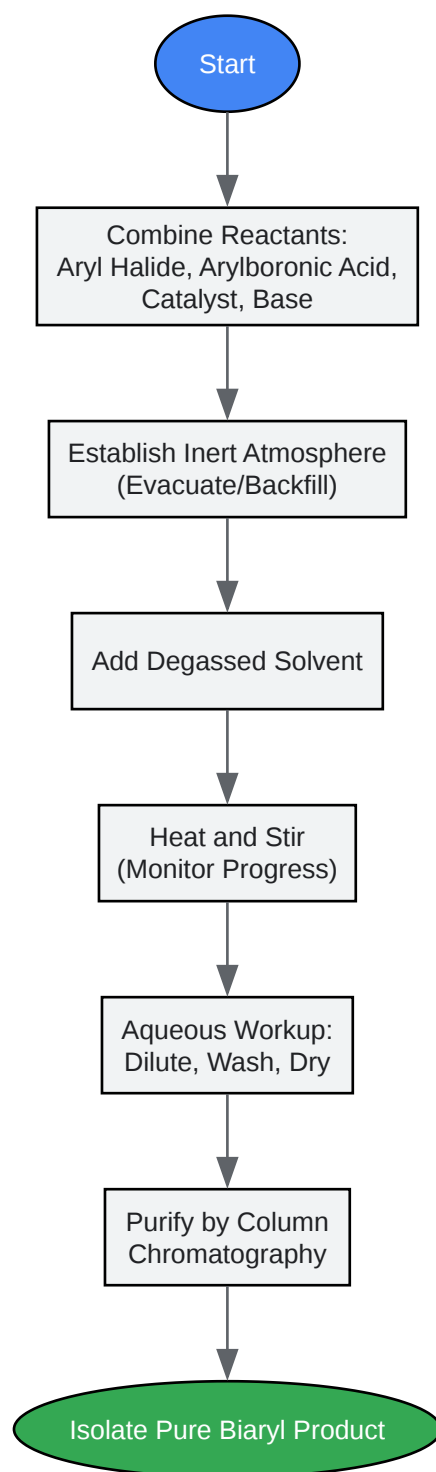 Start
Combine Reactants:
Aryl Halide, Arylboronic Acid,
Catalyst, Base
Establish Inert Atmosphere
(Evacuate/Backfill)
Add Degassed Solvent
Heat and Stir
(Monitor Progress)
Aqueous Workup:
Dilute, Wash, Dry
Purify by Column
Chromatography
Isolate Pure Biaryl Product